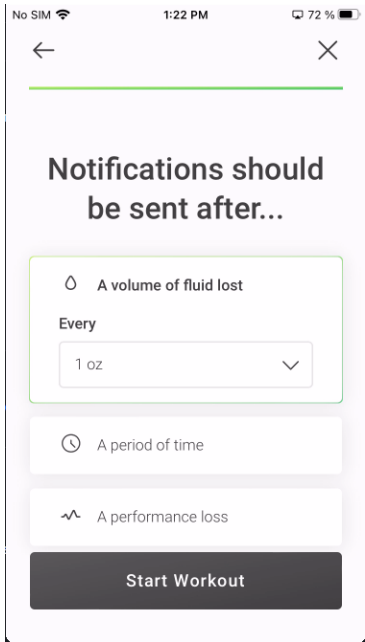 No SIM 1:22 PM 72 %
Notifications should
be sent after...
A volume of fluid lost
Every
1 oz
A period of time
A performance loss
Start Workout